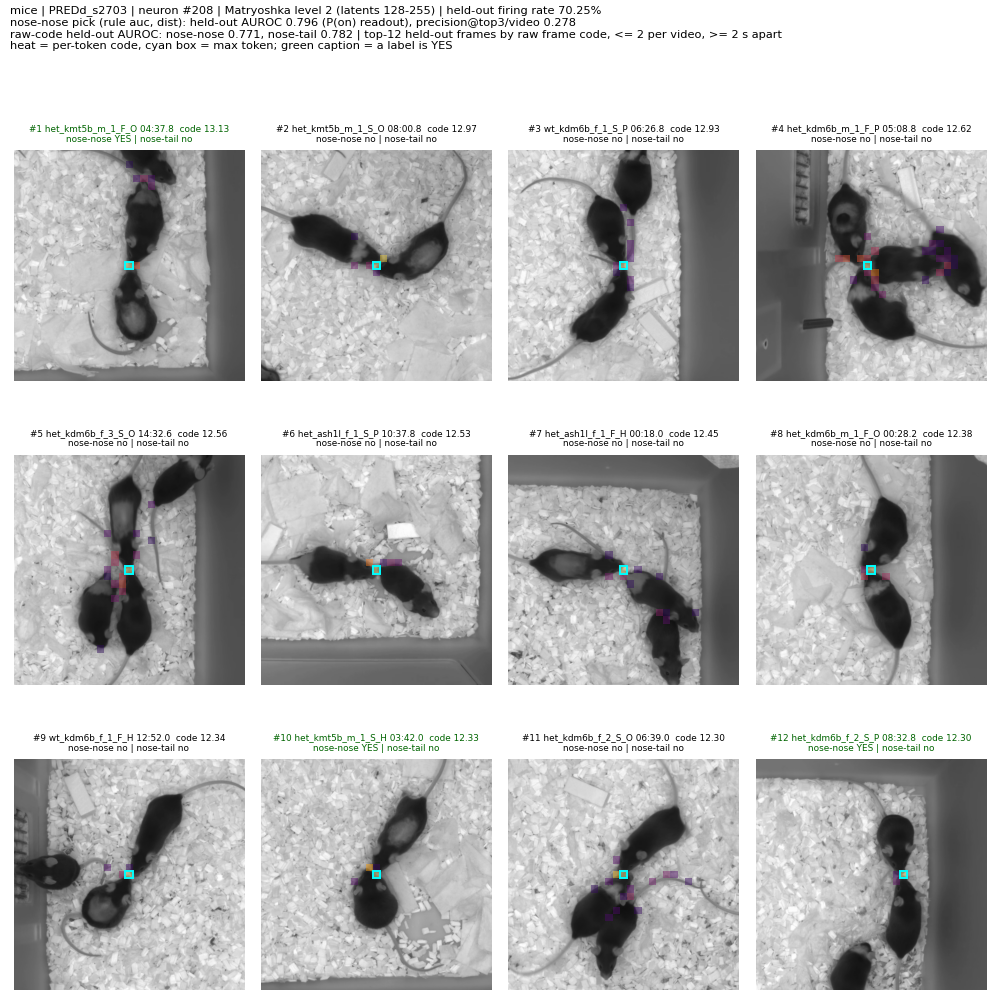 mice | PREDd_s2703 | neuron #208 | Matryoshka level 2 (latents 128-255) | held-out firing rate 70.25%
nose-nose pick (rule auc, dist): held-out AUROC 0.796 (P(on) readout), precision@top3/video 0.278
raw-code held-out AUROC: nose-nose 0.771, nose-tail 0.782 | top-12 held-out frames by raw frame code, <= 2 per video, >= 2 s apart
heat = per-token code, cyan box = max token; green caption = a label is YES
#1 het_kmt5b_m_1_F_O 04:37.8 code 13.13
nose-nose YES | nose-tail no
#2 het_kmt5b_m_1_S_O 08:00.8 code 12.97
nose-nose no | nose-tail no
#3 wt_kdm6b_f_1_S_P 06:26.8 code 12.93
nose-nose no | nose-tail no
#4 het_kdm6b_m_1_F_P 05:08.8 code 12.62
nose-nose no | nose-tail no
#5 het_kdm6b_f_3_S_O 14:32.6 code 12.56
nose-nose no | nose-tail no
#6 het_ash1l_f_1_S_P 10:37.8 code 12.53
nose-nose no | nose-tail no
#7 het_ash1l_f_1_F_H 00:18.0 code 12.45
nose-nose no | nose-tail no
#8 het_kdm6b_m_1_F_O 00:28.2 code 12.38
nose-nose no | nose-tail no
#9 wt_kdm6b_f_1_F_H 12:52.0 code 12.34
nose-nose no | nose-tail no
#10 het_kmt5b_m_1_S_H 03:42.0 code 12.33
nose-nose YES | nose-tail no
#11 het_kdm6b_f_2_S_O 06:39.0 code 12.30
nose-nose no | nose-tail no
#12 het_kdm6b_f_2_S_P 08:32.8 code 12.30
nose-nose YES | nose-tail no